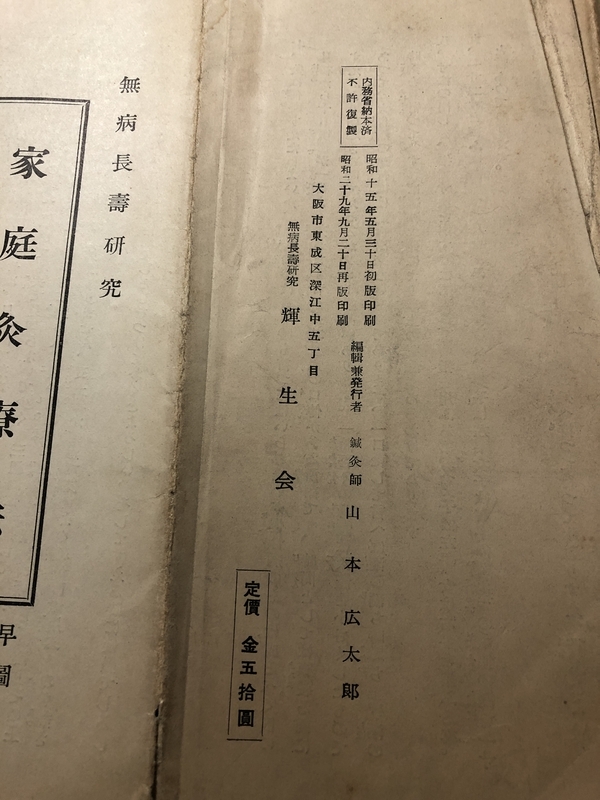 内務省納本済
不許復製
昭和十五年五月三十日初版印刷
昭和二十九年九月二十日再版印刷
編輯兼発行者 鍼灸師 山本広太郎
大阪市東成区深江中五丁目
無病長壽研究 輝生会
定價 金五拾圓
無病長壽研究
家庭灸療
早
圖